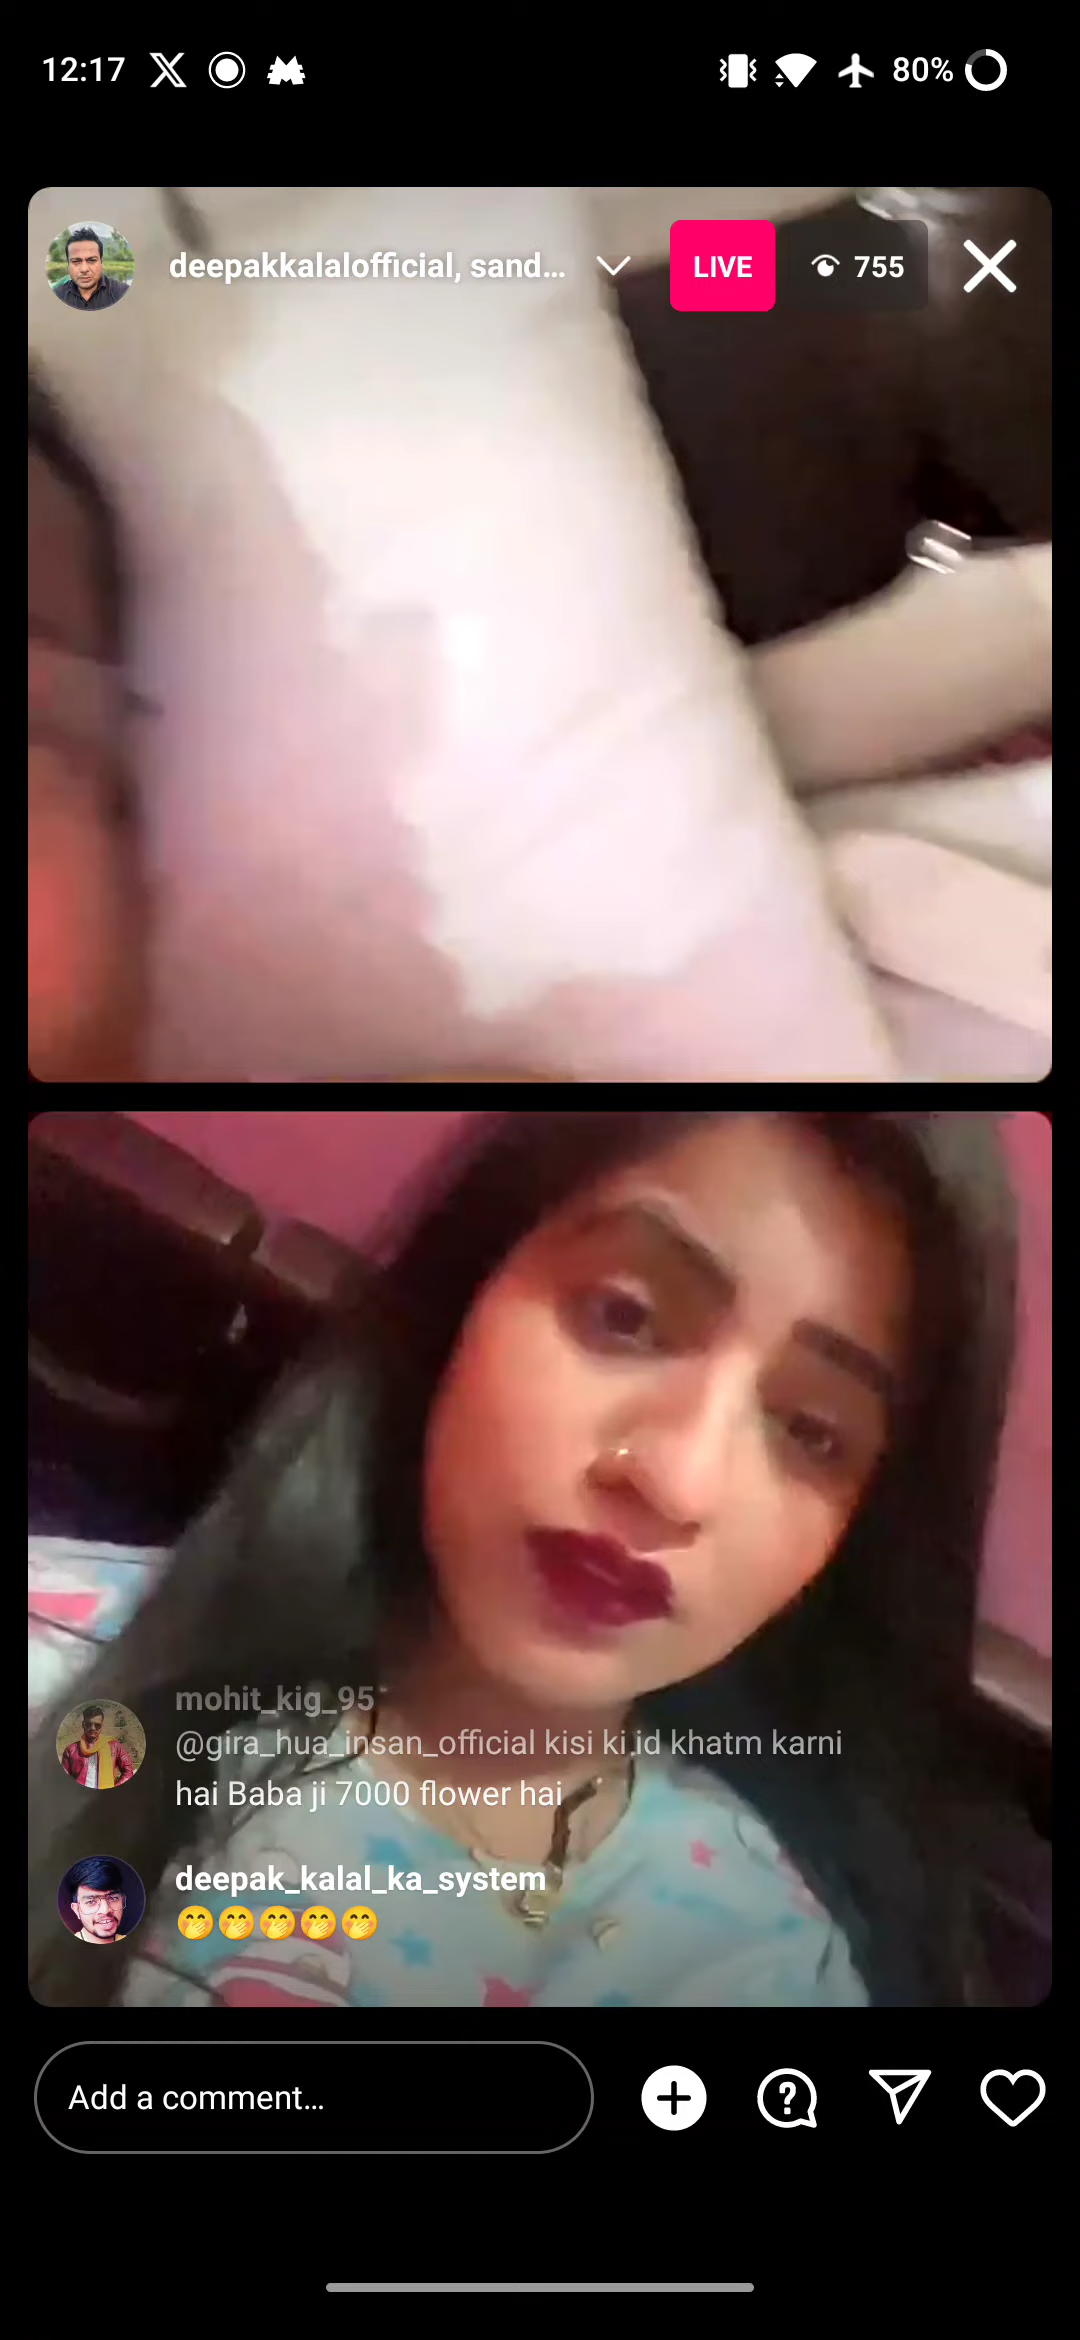 12:17
80%
deepakkalalofficial, sand...
LIVE
755
mohit_kig_95
@gira_hua_insan_official kisi ki id khatm karni
hai Baba ji 7000 flower hai
deepak_kalal_ka_system
🤭🤭🤭🤭🤭
Add a comment...